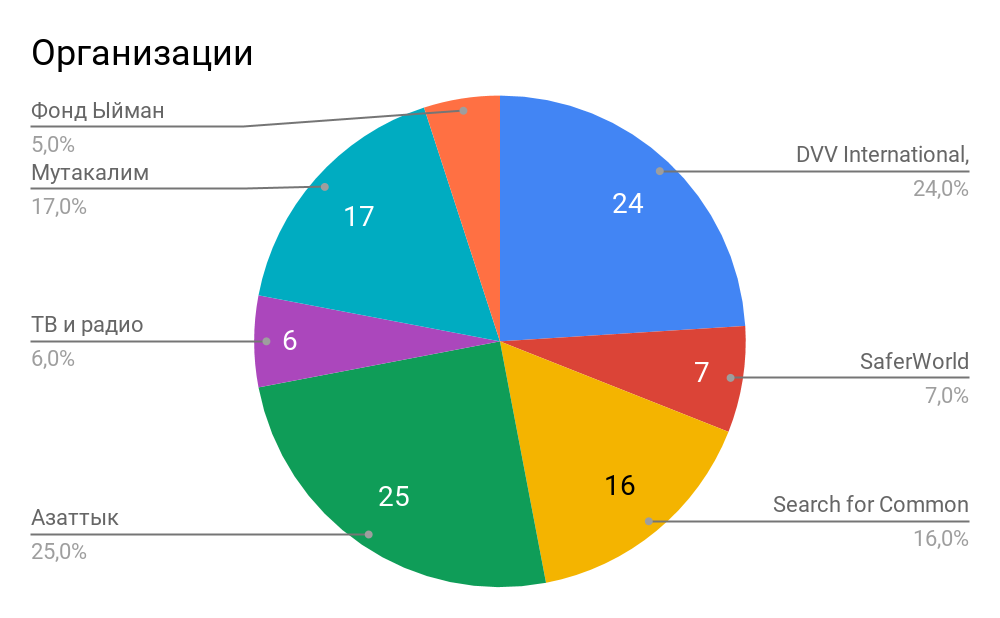 Организации
Фонд Ыйман
5,0%
Мутакалим
17,0%
ТВ и радио
6,0%
Азаттык
25,0%
DVV International,
24,0%
SaferWorld
7,0%
Search for Common
16,0%
24
7
16
25
6
17